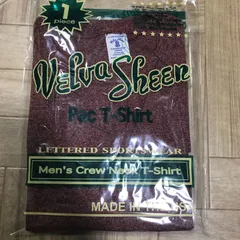 1
piece
Velva Sheen
Pac T-Shirt
LETTERED SPORTSWEAR
Men's Crew Neck T-Shirt
MADE IN